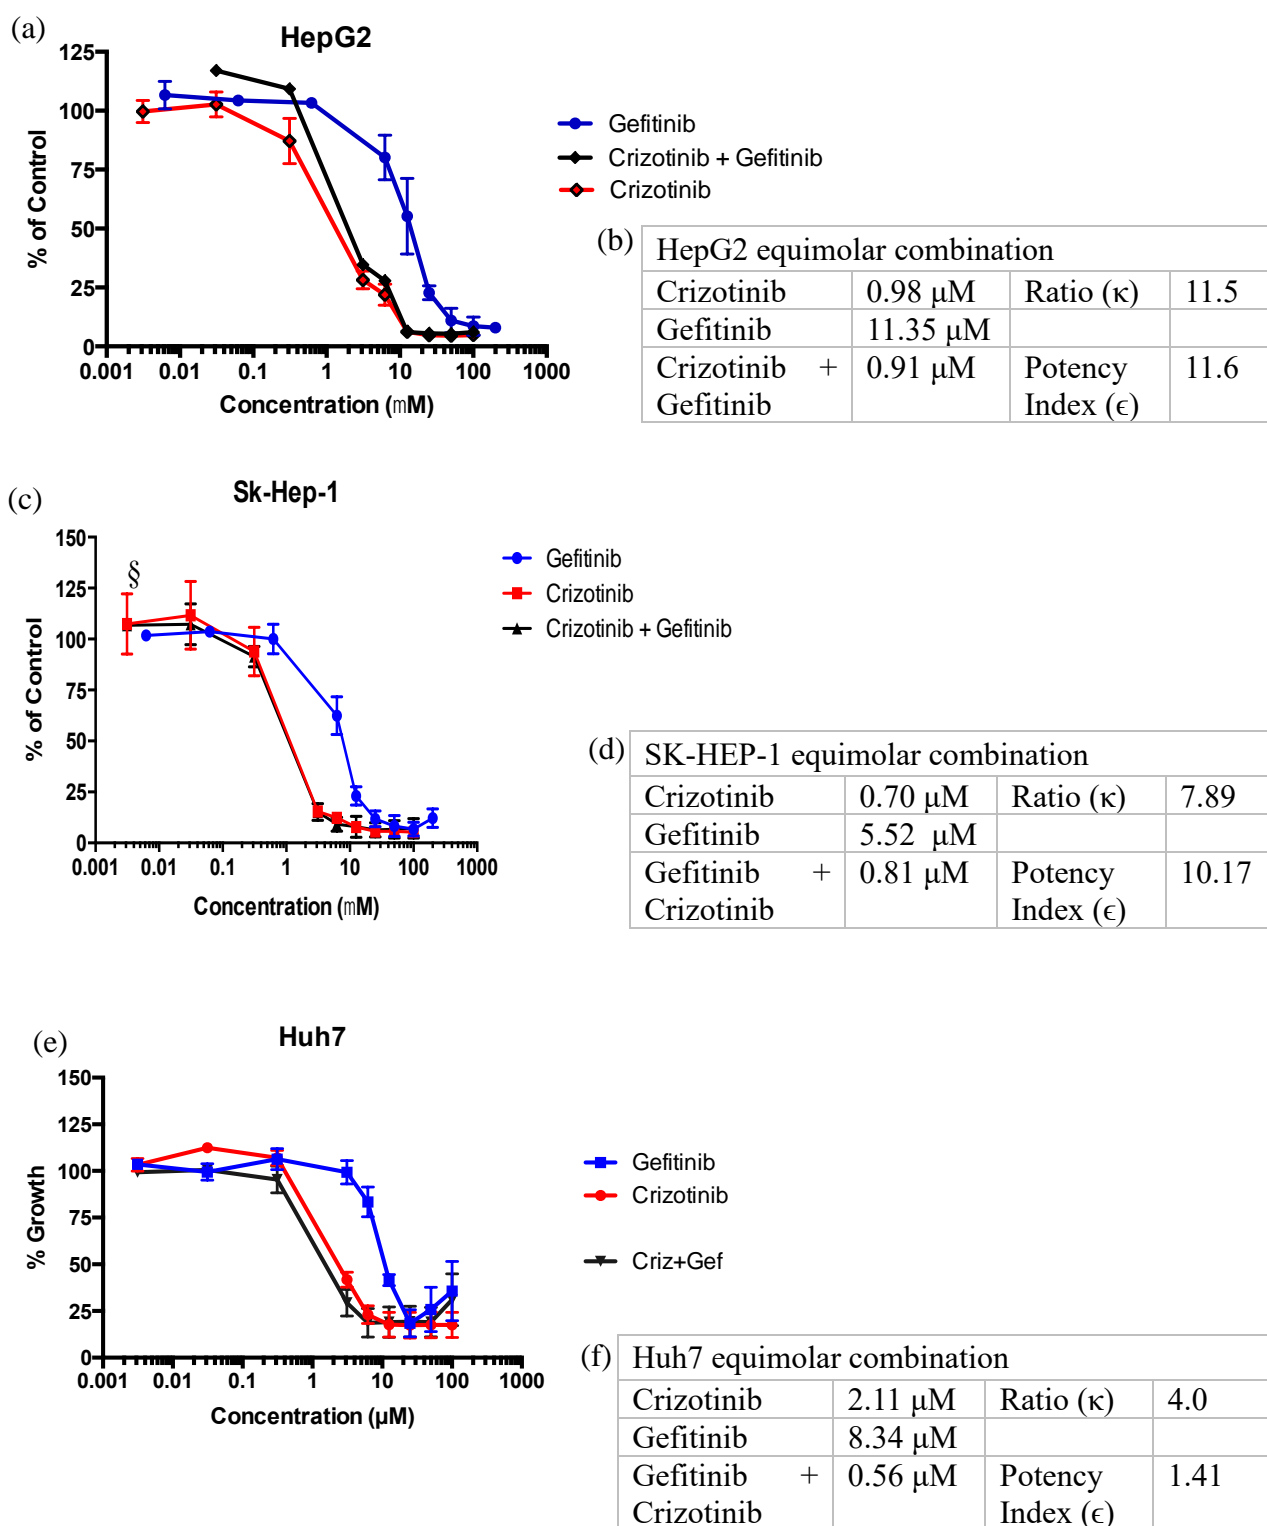 (a)
HepG2
125
100
75
50
25
0
% of Control
0.001 0.01 0.1 1 10 100 1000
Concentration (mM)
Gefitinib
Crizotinib + Gefitinib
Crizotinib
(b)
HepG2 equimolar combination
Crizotinib 0.98 μM Ratio (κ) 11.5
Gefitinib 11.35 μM
Crizotinib + 0.91 μM Potency 11.6
Gefitinib Index (ϵ)
(c)
Sk-Hep-1
150
125
100
75
50
25
0
% of Control
§
0.001 0.01 0.1 1 10 100 1000
Concentration (mM)
Gefitinib
Crizotinib
Crizotinib + Gefitinib
(d)
SK-HEP-1 equimolar combination
Crizotinib 0.70 μM Ratio (κ) 7.89
Gefitinib 5.52 μM
Gefitinib + 0.81 μM Potency 10.17
Crizotinib Index (ϵ)
(e)
Huh7
150
125
100
75
50
25
0
% Growth
0.001 0.01 0.1 1 10 100 1000
Concentration (μM)
Gefitinib
Crizotinib
Criz+Gef
(f)
Huh7 equimolar combination
Crizotinib 2.11 μM Ratio (κ) 4.0
Gefitinib 8.34 μM
Gefitinib + 0.56 μM Potency 1.41
Crizotinib Index (ϵ)